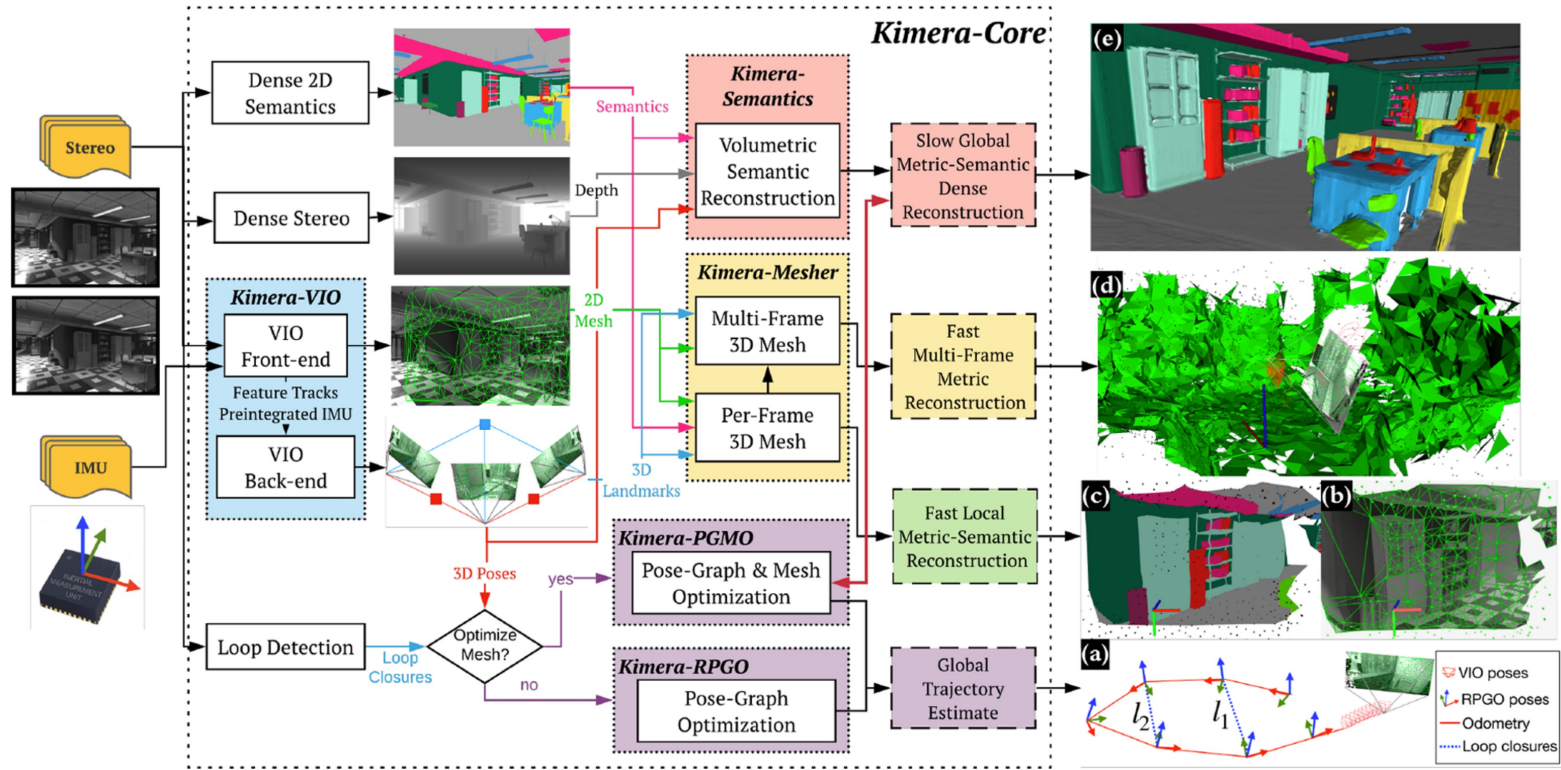 Kimera-Core
Stereo
IMU
INERTIAL
MEASUREMENT
UNIT
Dense 2D
Semantics
Dense Stereo
Kimera-VIO
VIO
Front-end
Feature Tracks
Preintegrated IMU
VIO
Back-end
Loop Detection
Loop
Closures
Semantics
Depth
2D
Mesh
3D
Landmarks
3D Poses
Optimize
Mesh?
yes
no
Kimera-
Semantics
Volumetric
Semantic
Reconstruction
Kimera-Mesher
Multi-Frame
3D Mesh
Per-Frame
3D Mesh
Kimera-PGMO
Pose-Graph & Mesh
Optimization
Kimera-RPGO
Pose-Graph
Optimization
Slow Global
Metric-Semantic
Dense
Reconstruction
Fast
Multi-Frame
Metric
Reconstruction
Fast Local
Metric-Semantic
Reconstruction
Global
Trajectory
Estimate
(e)
(d)
(c)
(b)
(a)
l2
l1
VIO poses
RPGO poses
Odometry
Loop closures